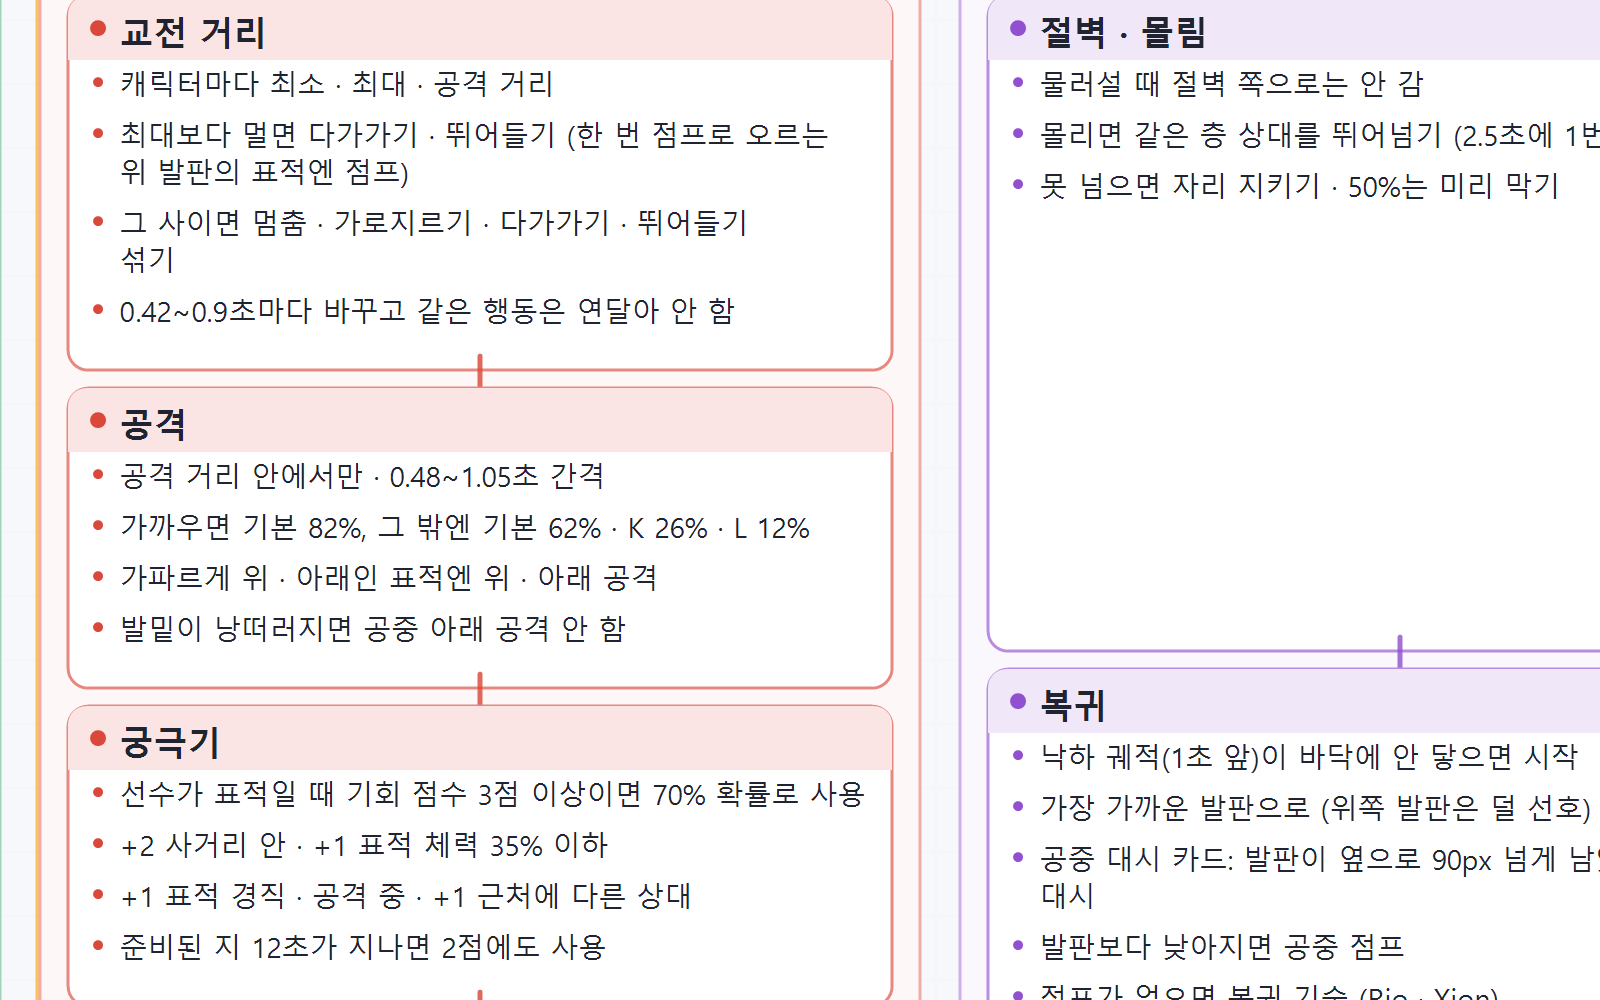 교전 거리
캐릭터마다 최소 · 최대 · 공격 거리
최대보다 멀면 다가가기 · 뛰어들기 (한 번 점프로 오르는
위 발판의 표적엔 점프)
그 사이면 멈춤 · 가로지르기 · 다가가기 · 뛰어들기
섞기
0.42~0.9초마다 바꾸고 같은 행동은 연달아 안 함
공격
공격 거리 안에서만 · 0.48~1.05초 간격
가까우면 기본 82%, 그 밖엔 기본 62% · K 26% · L 12%
가파르게 위 · 아래인 표적엔 위 · 아래 공격
발밑이 낭떠러지면 공중 아래 공격 안 함
궁극기
선수가 표적일 때 기회 점수 3점 이상이면 70% 확률로 사용
+2 사거리 안 · +1 표적 체력 35% 이하
+1 표적 경직 · 공격 중 · +1 근처에 다른 상대
준비된 지 12초가 지나면 2점에도 사용
절벽 · 몰림
물러설 때 절벽 쪽으로는 안 감
몰리면 같은 층 상대를 뛰어넘기 (2.5초에 1번
못 넘으면 자리 지키기 · 50%는 미리 막기
복귀
낙하 궤적(1초 앞)이 바닥에 안 닿으면 시작
가장 가까운 발판으로 (위쪽 발판은 덜 선호)
공중 대시 카드: 발판이 옆으로 90px 넘게
대시
발판보다 낮아지면 공중 점프
점프가 없으면 복귀 기술 (Rio · Xion)